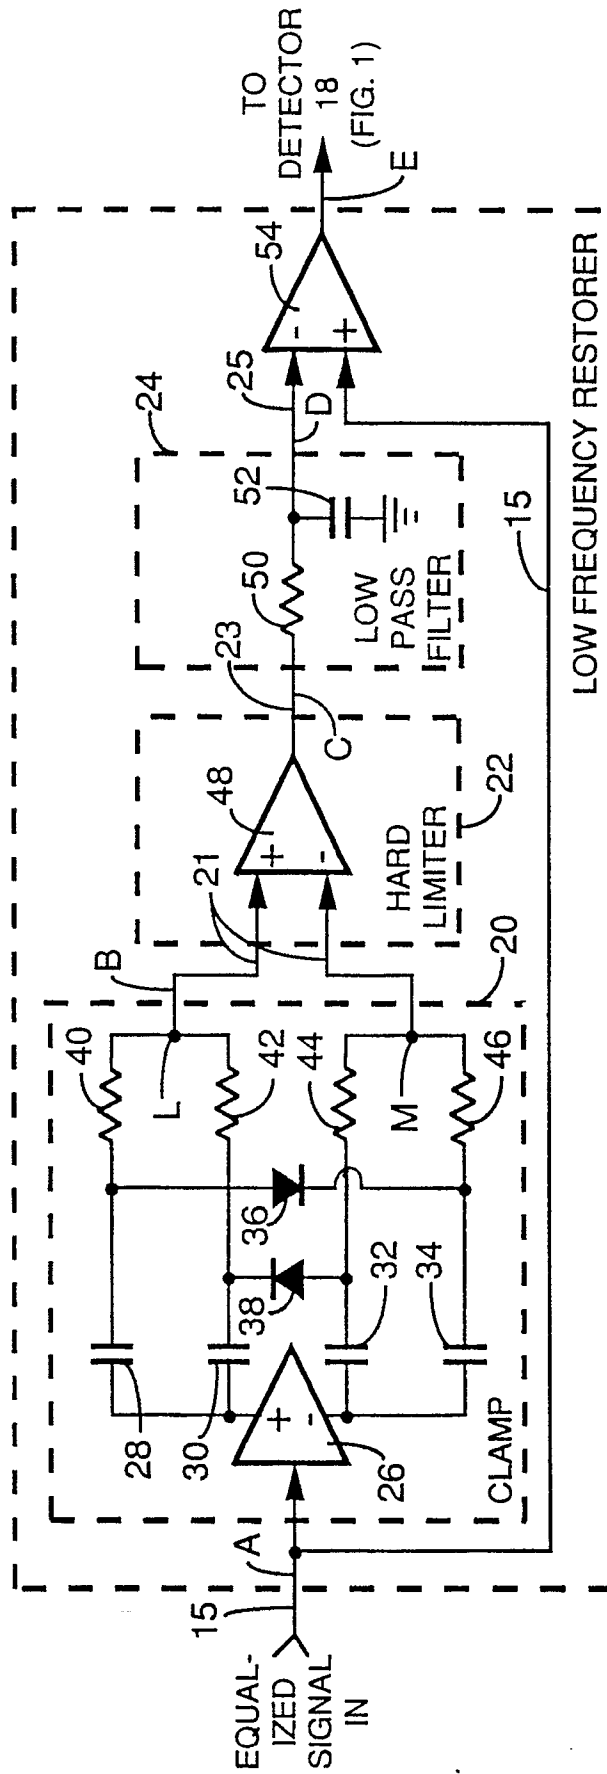 EQUAL-
IZED
SIGNAL
IN
15
A
26
+
-
28
30
32
34
36
38
40
42
44
46
L
M
CLAMP
20
B
21
48
+
-
HARD
LIMITER
22
23
C
50
52
LOW
PASS
FILTER
24
25
D
15
54
-
+
E
TO
DETECTOR
18
(FIG. 1)
LOW FREQUENCY RESTORER